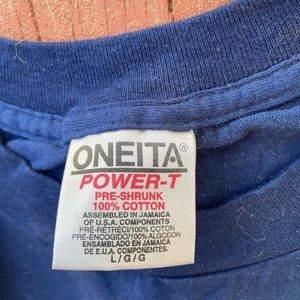 ONEITA®
POWER-T
PRE-SHRUNK
100% COTTON
ASSEMBLED IN JAMAICA
OF U.S.A. COMPONENTS
PRÉ-RÉTRÉCI/100% COTON
PRE-ENCOGIDO/100% ALGODON
ENSAMBLADO EN JAMAICA
DE E.U.A. COMPONENTES
L/G/G